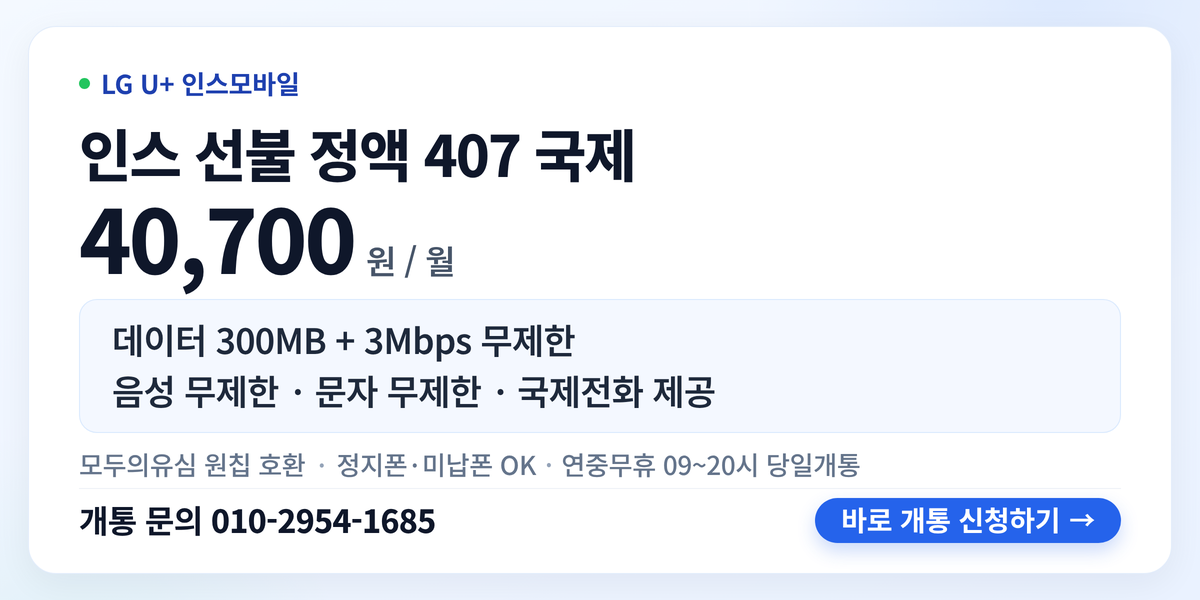 LG U+ 인스모바일
인스 선불 정액 407 국제
40,700 원 / 월
데이터 300MB + 3Mbps 무제한
음성 무제한 · 문자 무제한 · 국제전화 제공
모두의유심 원칩 호환 · 정지폰·미납폰 OK · 연중무휴 09~20시 당일개통
개통 문의 010-2954-1685
바로 개통 신청하기 →